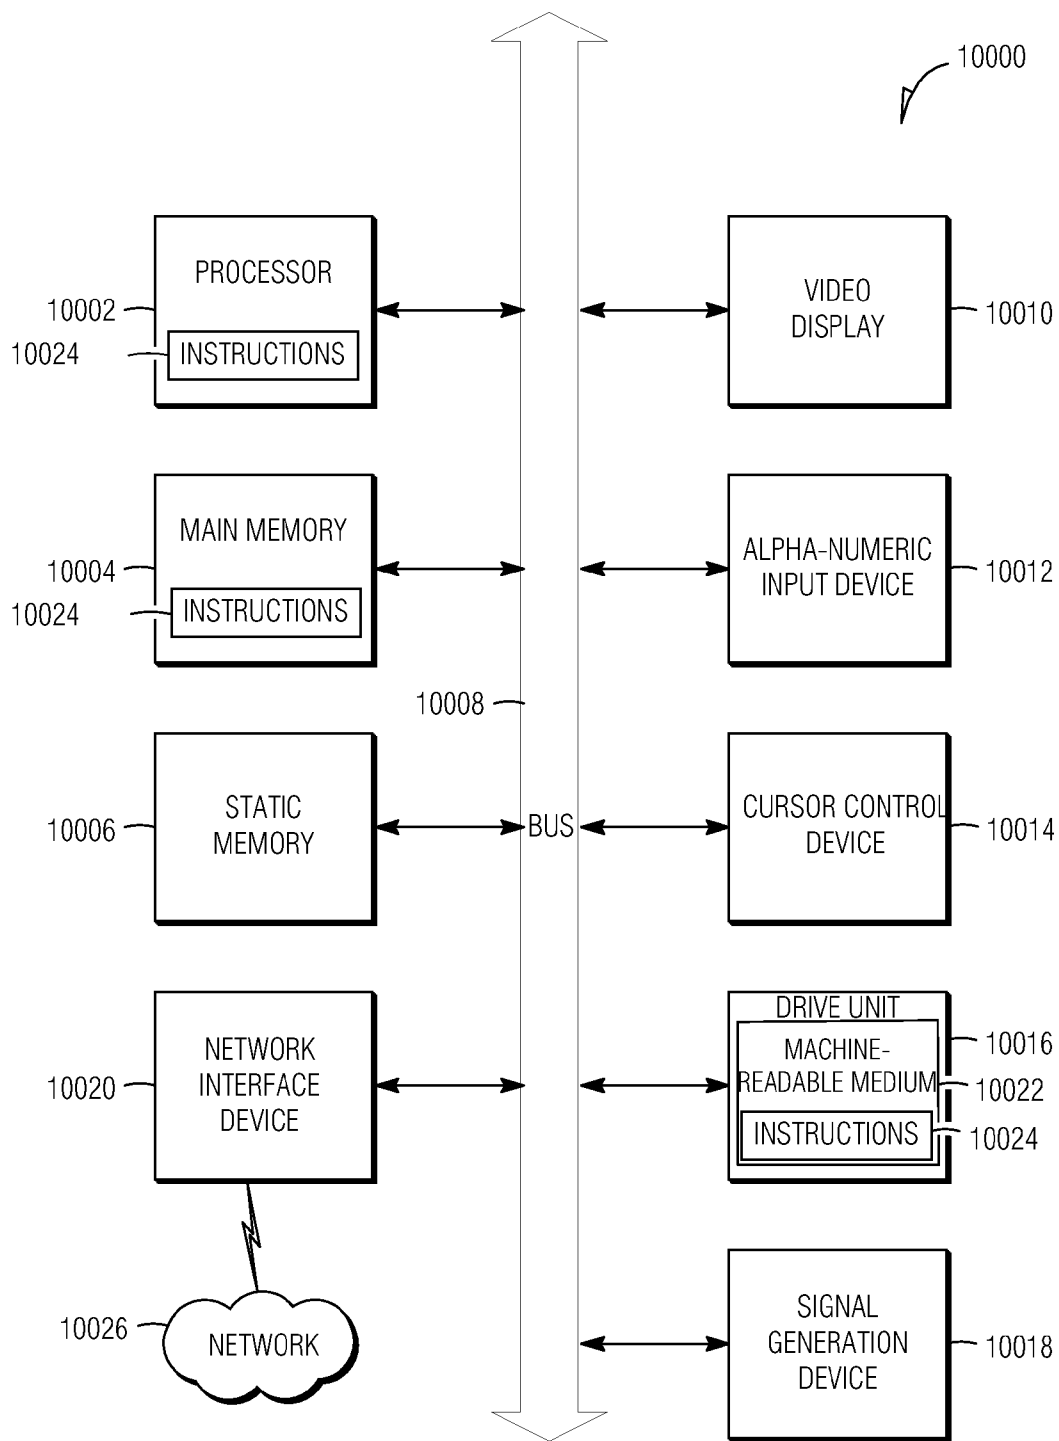 10000
PROCESSOR
10002
10024
INSTRUCTIONS
VIDEO
DISPLAY
10010
MAIN MEMORY
10004
10024
INSTRUCTIONS
ALPHA-NUMERIC
INPUT DEVICE
10012
10008
STATIC
MEMORY
10006
BUS
CURSOR CONTROL
DEVICE
10014
NETWORK
INTERFACE
DEVICE
10020
DRIVE UNIT
10016
MACHINE-
READABLE MEDIUM
10022
INSTRUCTIONS
10024
10026
NETWORK
SIGNAL
GENERATION
DEVICE
10018